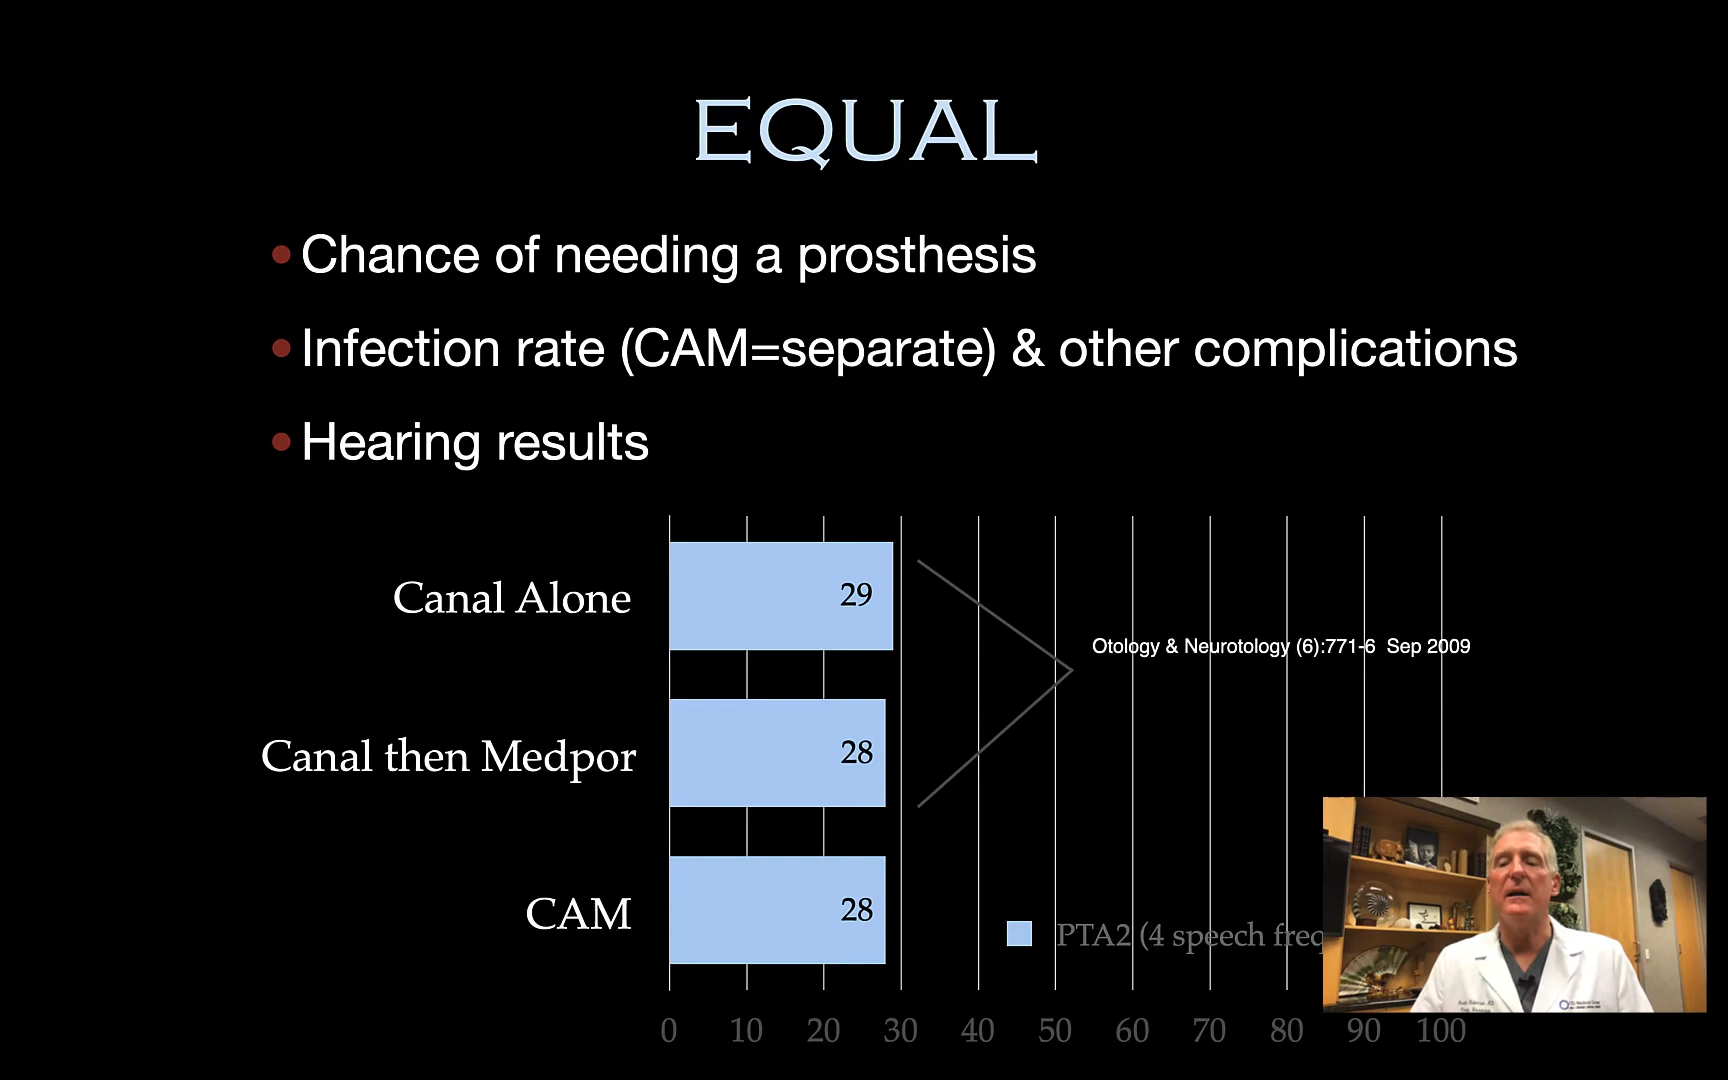 EQUAL
Chance of needing a prosthesis
Infection rate (CAM=separate) & other complications
Hearing results
Canal Alone
29
Otology & Neurotology (6):771-6 Sep 2009
Canal then Medpor
28
CAM
28
PTA2 (4 speech freq
0 10 20 30 40 50 60 70 80 90 100